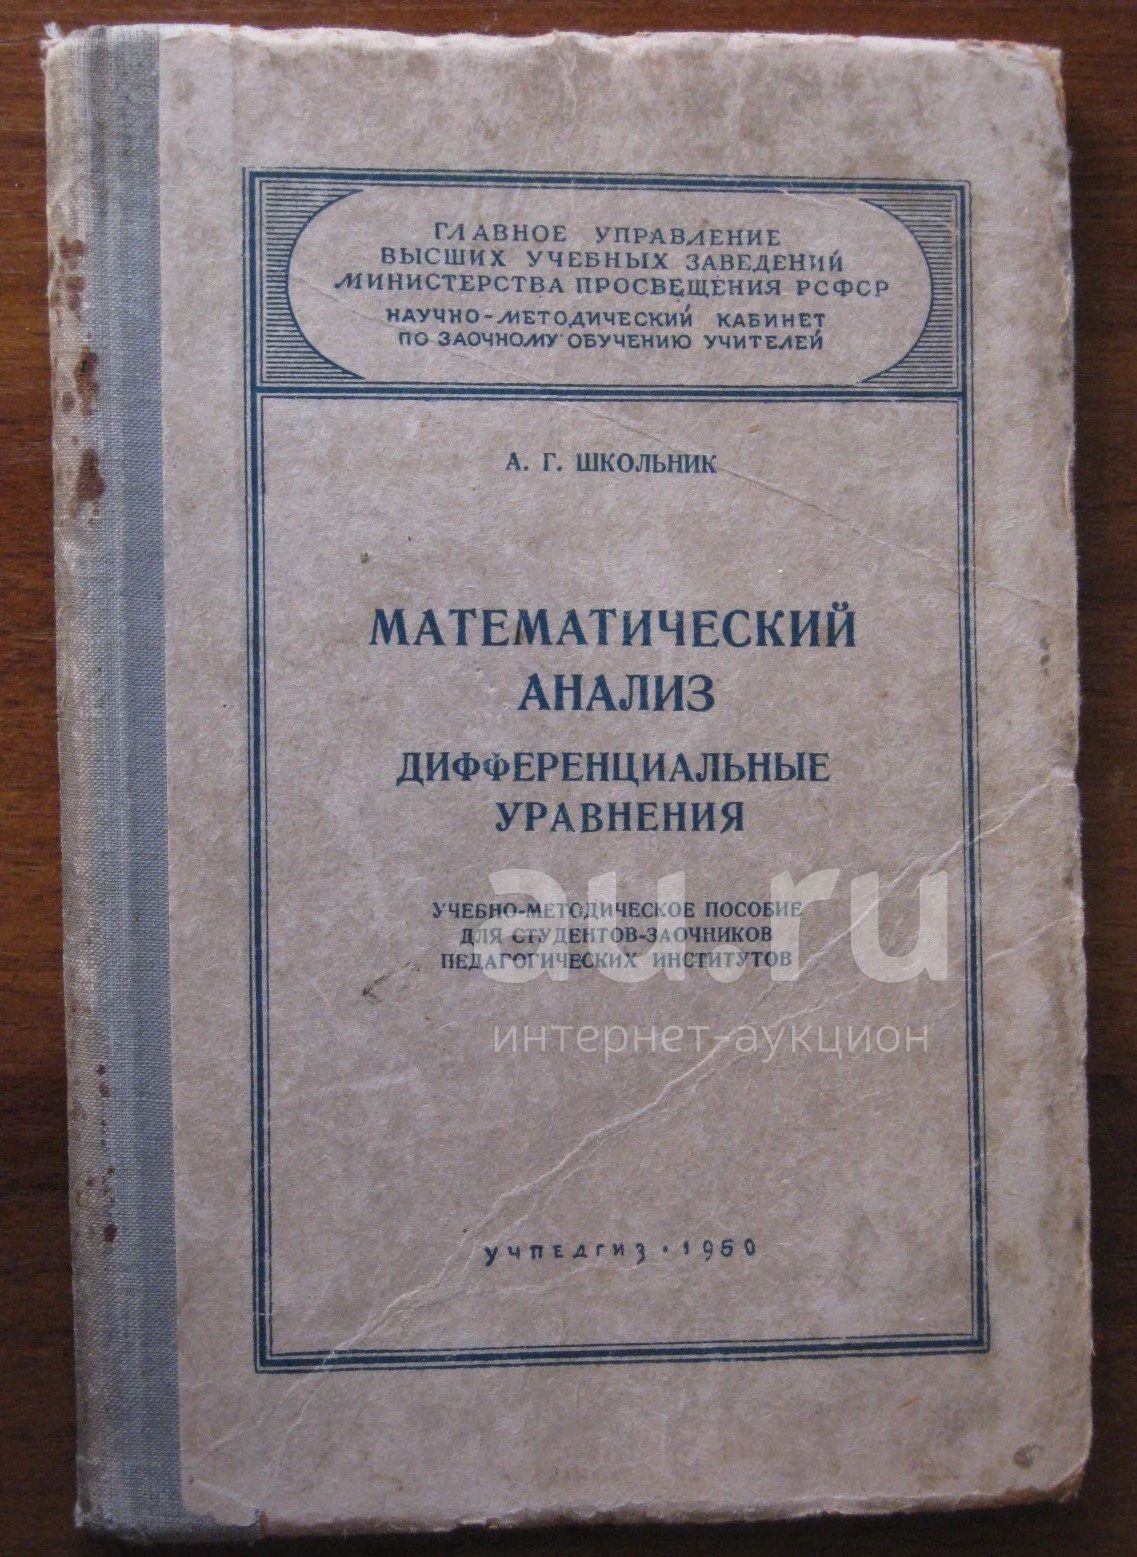 ГЛАВНОЕ УПРАВЛЕНИЕ
ВЫСШИХ УЧЕБНЫХ ЗАВЕДЕНИЙ
МИНИСТЕРСТВА ПРОСВЕЩЕНИЯ РСФСР
НАУЧНО-МЕТОДИЧЕСКИЙ КАБИНЕТ
ПО ЗАОЧНОМУ ОБУЧЕНИЮ УЧИТЕЛЕЙ
А. Г. ШКОЛЬНИК
МАТЕМАТИЧЕСКИЙ
АНАЛИЗ
ДИФФЕРЕНЦИАЛЬНЫЕ
УРАВНЕНИЯ
УЧЕБНО-МЕТОДИЧЕСКОЕ ПОСОБИЕ
ДЛЯ СТУДЕНТОВ-ЗАОЧНИКОВ
ПЕДАГОГИЧЕСКИХ ИНСТИТУТОВ
au.ru
интернет-аукцион
УЧПЕДГИЗ • 1950